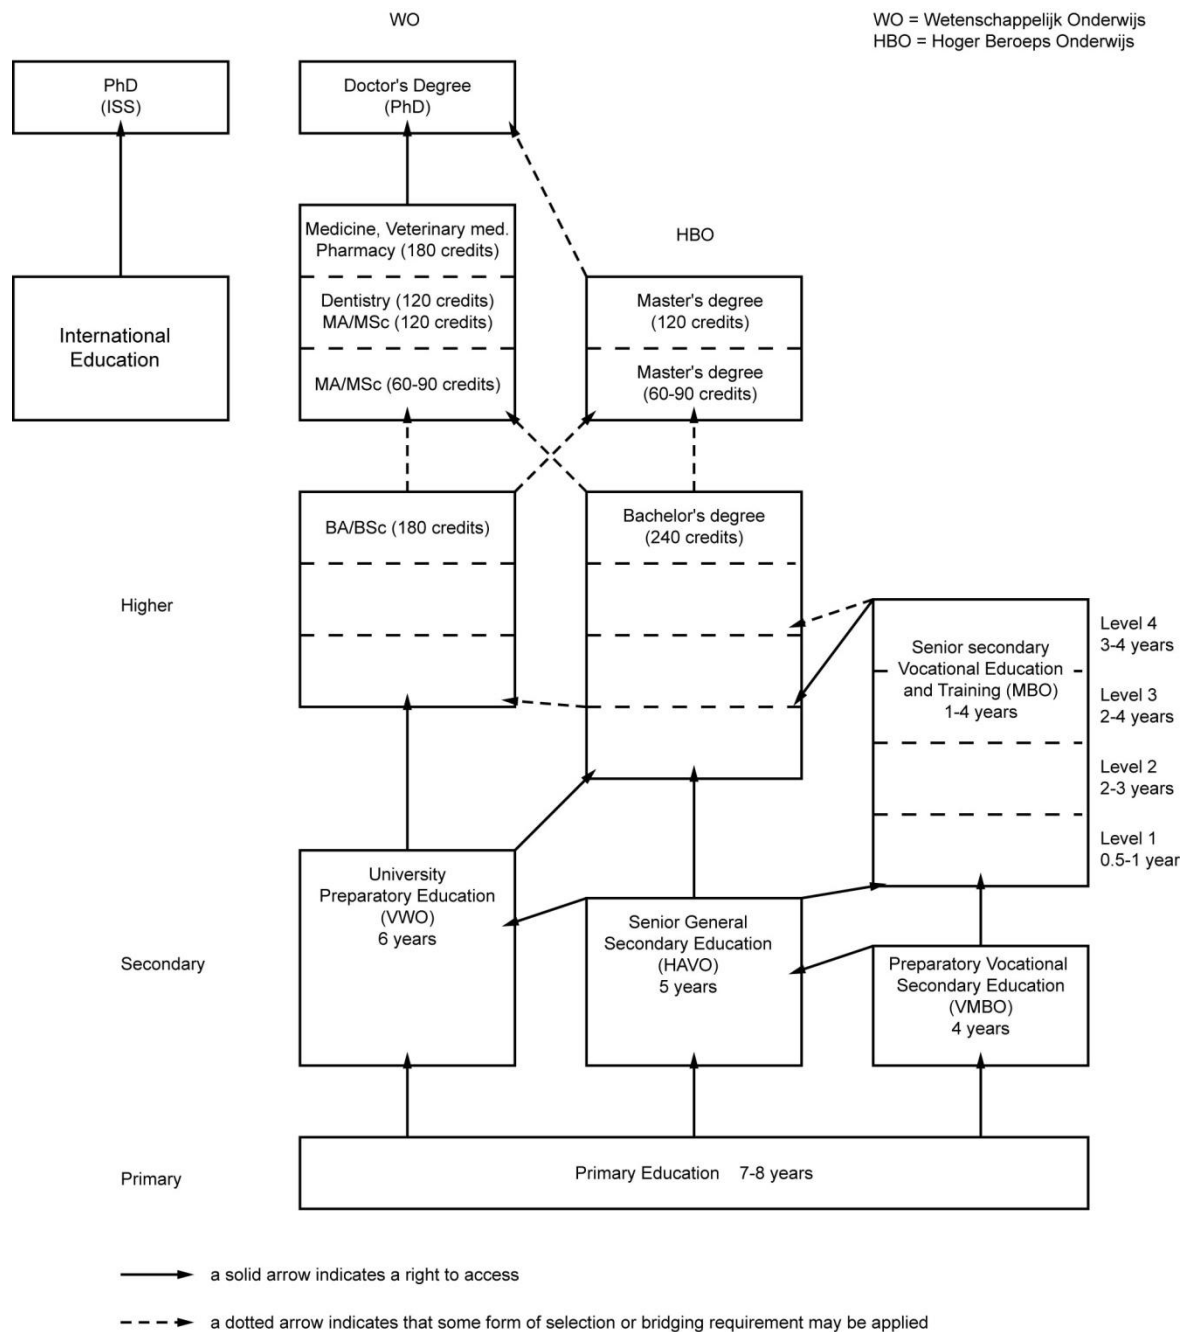 WO
WO = Wetenschappelijk Onderwijs
HBO = Hoger Beroeps Onderwijs
PhD
(ISS)
Doctor's Degree
(PhD)
Medicine, Veterinary med.
Pharmacy (180 credits)
HBO
Dentistry (120 credits)
MA/MSc (120 credits)
Master's degree
(120 credits)
International
Education
MA/MSc (60-90 credits)
Master's degree
(60-90 credits)
BA/BSc (180 credits)
Bachelor's degree
(240 credits)
Higher
Senior secondary
Vocational Education
and Training (MBO)
1-4 years
Level 4
3-4 years
Level 3
2-4 years
Level 2
2-3 years
Level 1
0.5-1 year
University
Preparatory Education
(VWO)
6 years
Senior General
Secondary Education
(HAVO)
5 years
Secondary
Preparatory Vocational
Secondary Education
(VMBO)
4 years
Primary
Primary Education 7-8 years
a solid arrow indicates a right to access
a dotted arrow indicates that some form of selection or bridging requirement may be applied